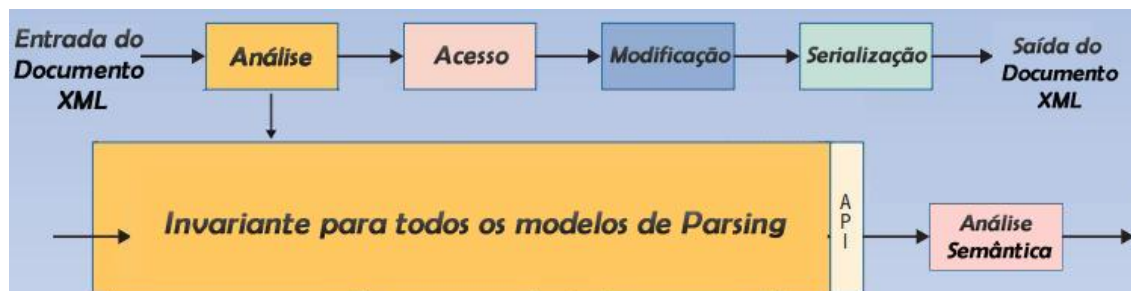 Entrada do
Documento
XML
Análise
Acesso
Modificação
Serialização
Saída do
Documento
XML
Invariante para todos os modelos de Parsing
API
Análise
Semântica